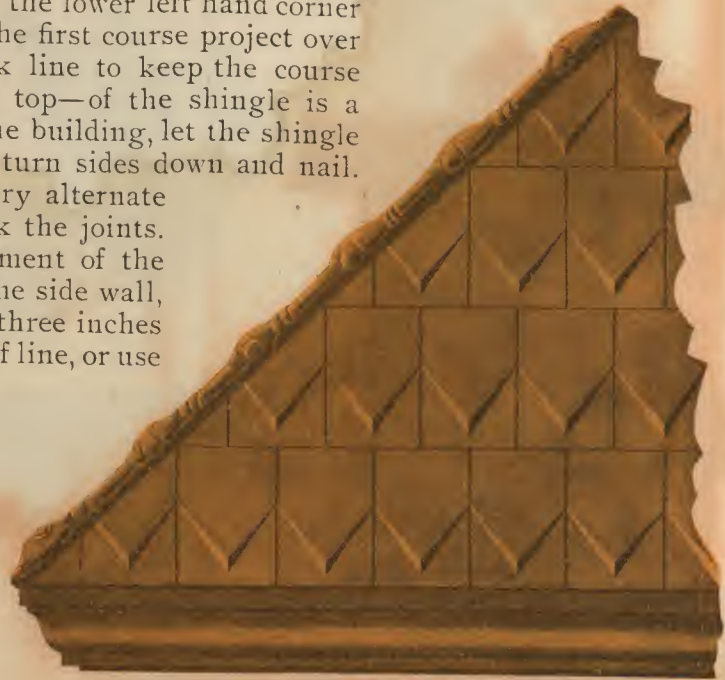 the lower left hand corner
he first course project over
k line to keep the course
top—of the shingle is a
e building, let the shingle
turn sides down and nail.
ry alternate
k the joints.
ment of the
e side wall,
three inches
f line, or use